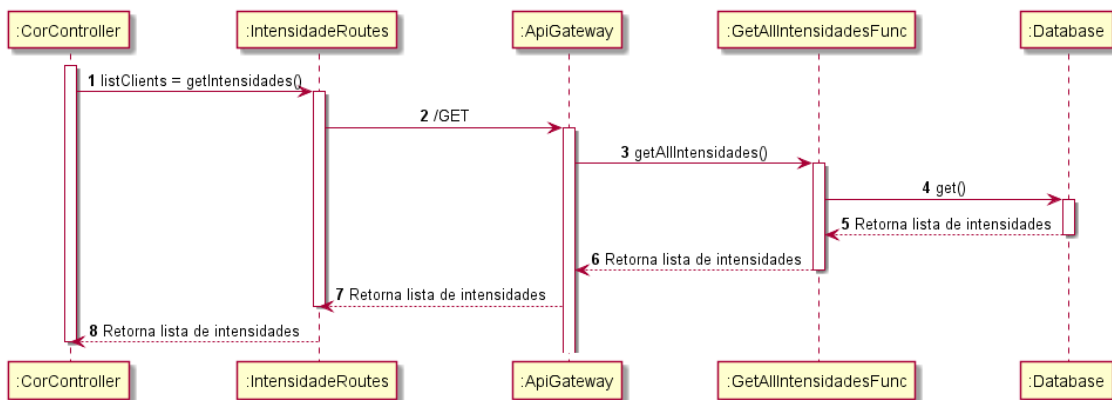 :CorController
:IntensidadeRoutes
:ApiGateway
:GetAllIntensidadesFunc
:Database
1 listClients = getIntensidades()
2 /GET
3 getAllIntensidades()
4 get()
5 Retorna lista de intensidades
6 Retorna lista de intensidades
7 Retorna lista de intensidades
8 Retorna lista de intensidades
:CorController
:IntensidadeRoutes
:ApiGateway
:GetAllIntensidadesFunc
:Database